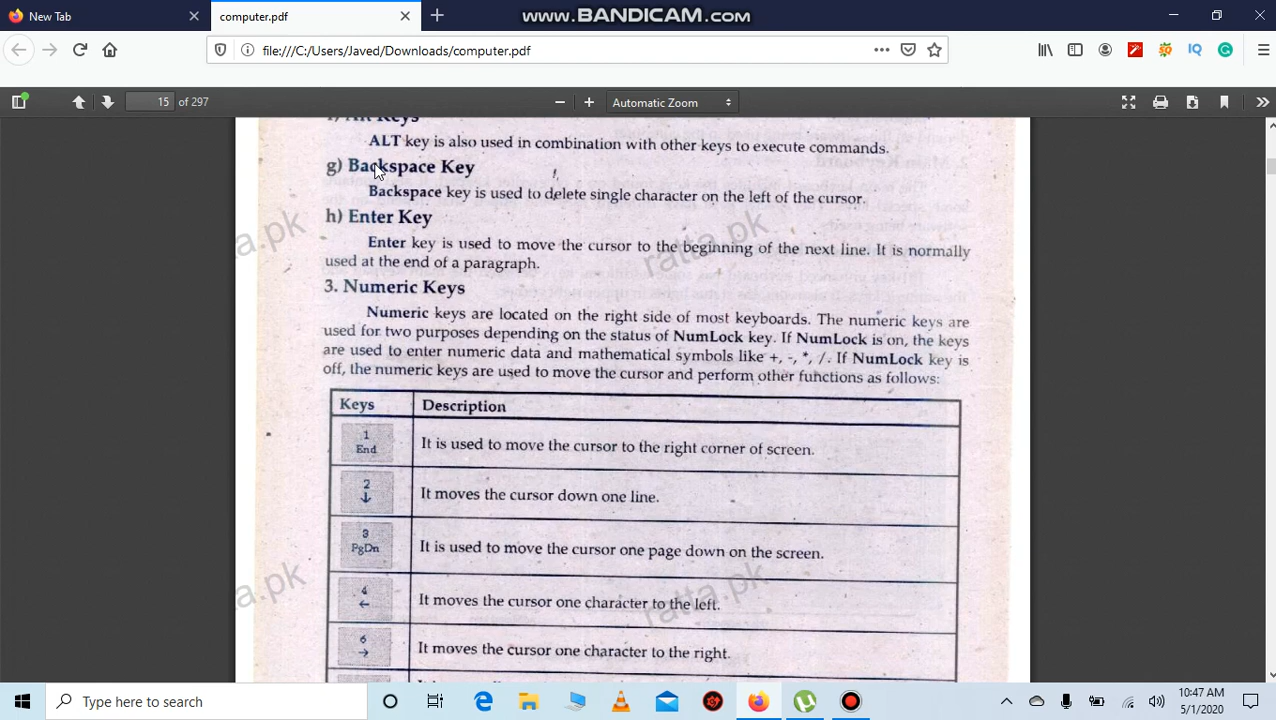 New Tab
computer.pdf
www.BANDICAM.com
file:///C:/Users/Javed/Downloads/computer.pdf
15 of 297
Automatic Zoom
f) Alt Keys
ALT key is also used in combination with other keys to execute commands.
g) Backspace Key
Backspace key is used to delete single character on the left of the cursor.
h) Enter Key
Enter key is used to move the cursor to the beginning of the next line. It is normally
used at the end of a paragraph.
ratta.pk
3. Numeric Keys
Numeric keys are located on the right side of most keyboards. The numeric keys are
used for two purposes depending on the status of NumLock key. If NumLock is on, the keys
are used to enter numeric data and mathematical symbols like +, -, *, /. If NumLock key is
off, the numeric keys are used to move the cursor and perform other functions as follows:
Keys Description
1
End
It is used to move the cursor to the right corner of screen.
2
↓
It moves the cursor down one line.
3
PgDn
It is used to move the cursor one page down on the screen.
4
←
It moves the cursor one character to the left.
ratta.pk
6
→
It moves the cursor one character to the right.
Type here to search
10:47 AM
5/1/2020